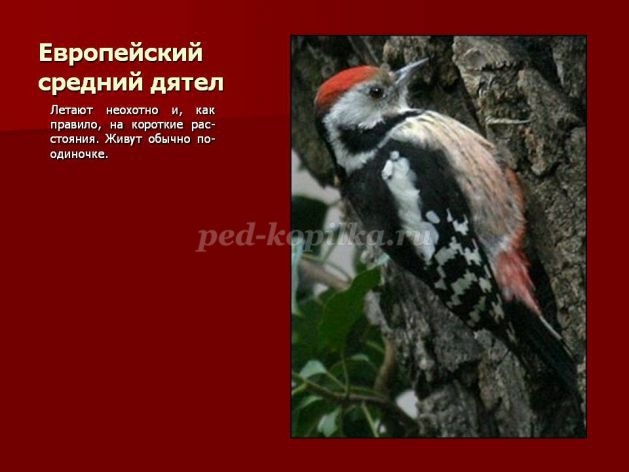 Европейский
средний дятел
Летают неохотно и, как
правило, на короткие рас-
стояния. Живут обычно по-
одиночке.
ped-kopilka.ru